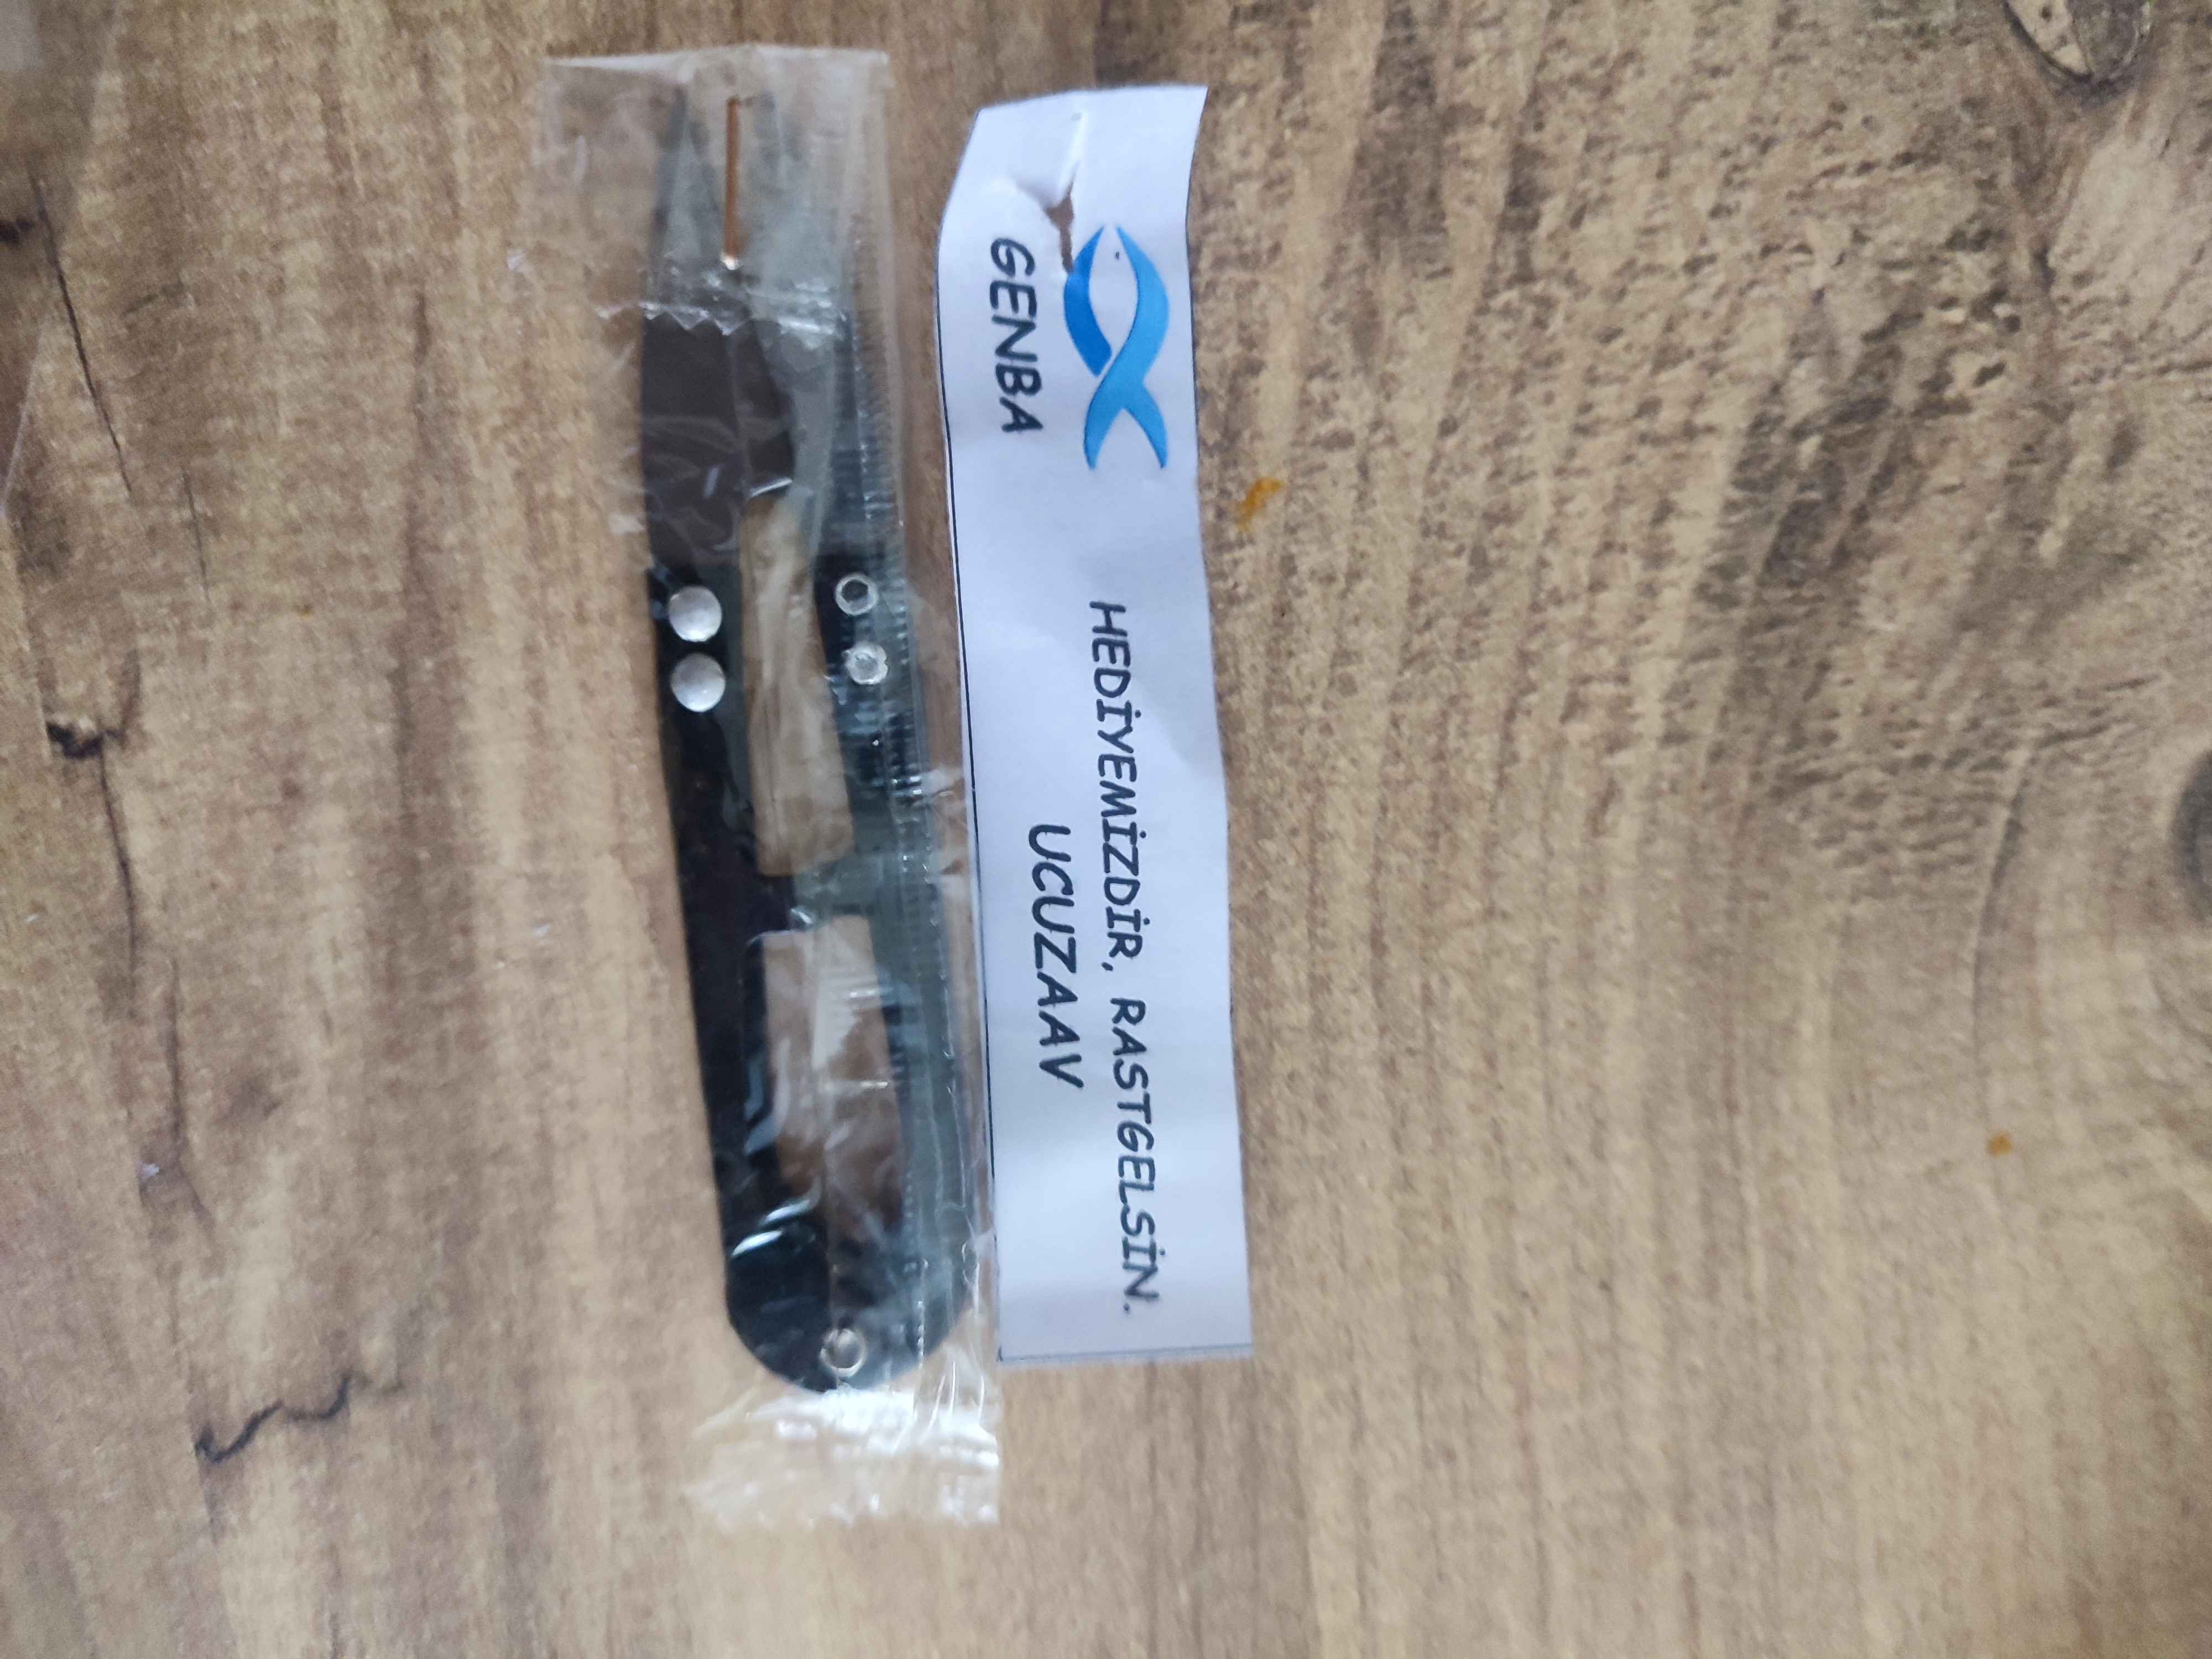 GENBA
HEDİYEMİZDİR, RASTGELSİN.
UCUZAAV